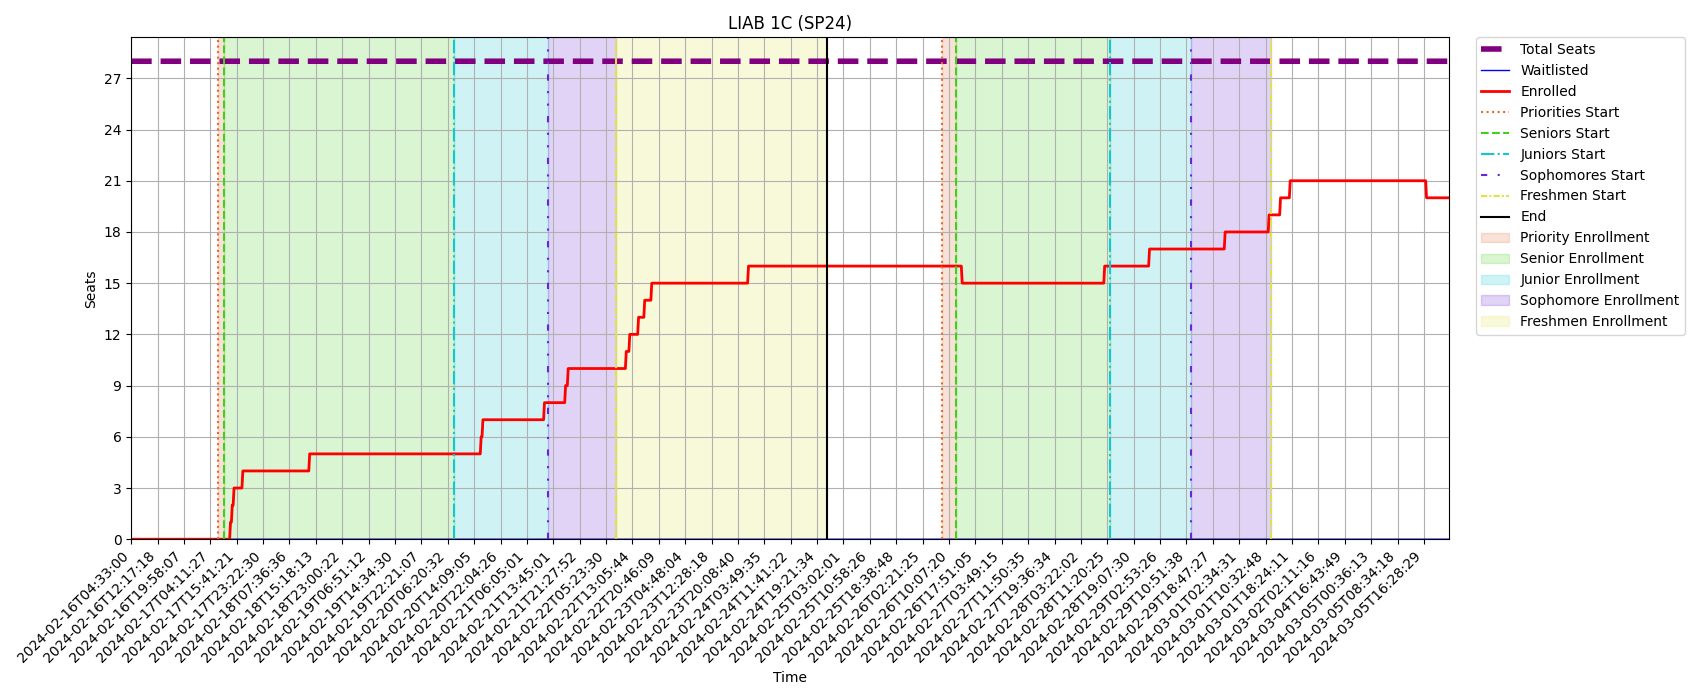 LIAB 1C (SP24)
Seats
27
24
21
18
15
12
9
6
3
0
2024-02-16T04:33:00
2024-02-16T12:17:18
2024-02-16T19:58:07
2024-02-17T04:11:27
2024-02-17T15:41:21
2024-02-17T23:22:30
2024-02-18T07:36:36
2024-02-18T15:18:13
2024-02-18T23:00:22
2024-02-19T06:51:12
2024-02-19T14:34:30
2024-02-19T22:21:07
2024-02-20T06:20:32
2024-02-20T14:09:05
2024-02-20T22:04:26
2024-02-21T06:05:01
2024-02-21T13:45:01
2024-02-21T21:27:52
2024-02-22T05:23:30
2024-02-22T13:05:44
2024-02-22T20:46:09
2024-02-23T04:48:04
2024-02-23T12:28:18
2024-02-23T20:08:40
2024-02-24T03:49:35
2024-02-24T11:41:22
2024-02-24T19:21:34
2024-02-25T03:02:01
2024-02-25T10:58:26
2024-02-25T18:38:48
2024-02-26T02:21:25
2024-02-26T10:07:20
2024-02-26T17:51:05
2024-02-27T03:49:15
2024-02-27T11:50:35
2024-02-27T19:36:34
2024-02-28T03:22:02
2024-02-28T11:20:25
2024-02-28T19:07:30
2024-02-29T02:53:26
2024-02-29T10:51:38
2024-02-29T18:47:27
2024-03-01T02:34:31
2024-03-01T10:32:48
2024-03-01T18:24:11
2024-03-02T02:11:16
2024-03-04T16:43:49
2024-03-05T00:36:13
2024-03-05T08:34:18
2024-03-05T16:28:29
Time
Total Seats
Waitlisted
Enrolled
Priorities Start
Seniors Start
Juniors Start
Sophomores Start
Freshmen Start
End
Priority Enrollment
Senior Enrollment
Junior Enrollment
Sophomore Enrollment
Freshmen Enrollment